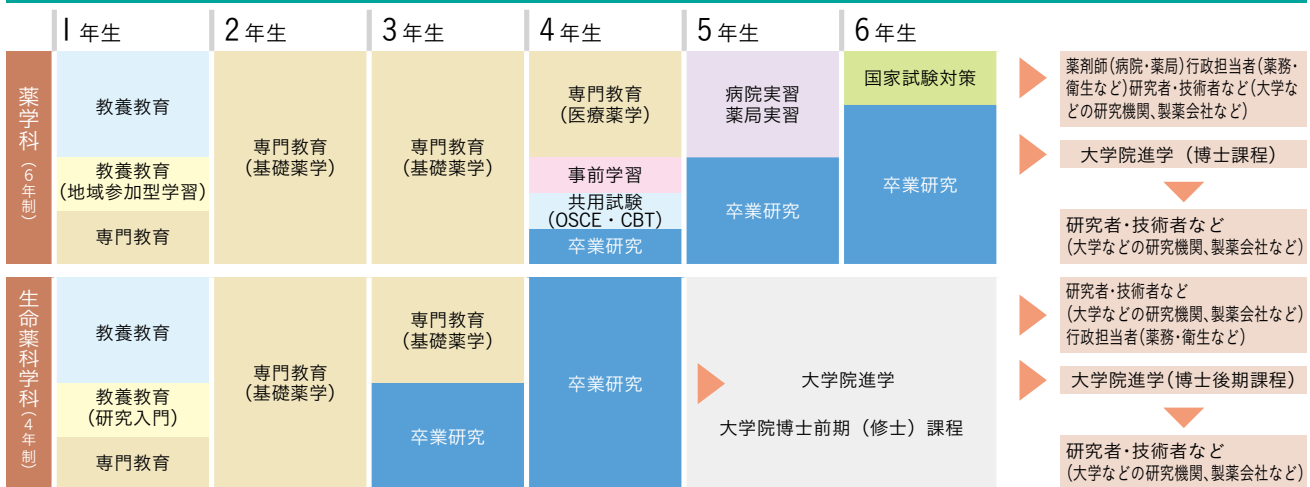 1年生
2年生
3年生
4年生
5年生
6年生
薬学科(6年制)
教養教育
教養教育
(地域参加型学習)
専門教育
専門教育
(基礎薬学)
専門教育
(基礎薬学)
専門教育
(医療薬学)
事前学習
共用試験
(OSCE・CBT)
卒業研究
病院実習
薬局実習
卒業研究
国家試験対策
卒業研究
薬剤師(病院・薬局)行政担当者(薬務・
衛生など)研究者・技術者など(大学な
どの研究機関、製薬会社など)
大学院進学（博士課程）
研究者・技術者など
(大学などの研究機関、製薬会社など)
生命薬科学科(4年制)
教養教育
教養教育
(研究入門)
専門教育
専門教育
(基礎薬学)
専門教育
(基礎薬学)
卒業研究
卒業研究
大学院進学
大学院博士前期（修士）課程
研究者・技術者など
(大学などの研究機関、製薬会社など)
行政担当者(薬務・衛生など)
大学院進学(博士後期課程)
研究者・技術者など
(大学などの研究機関、製薬会社など)